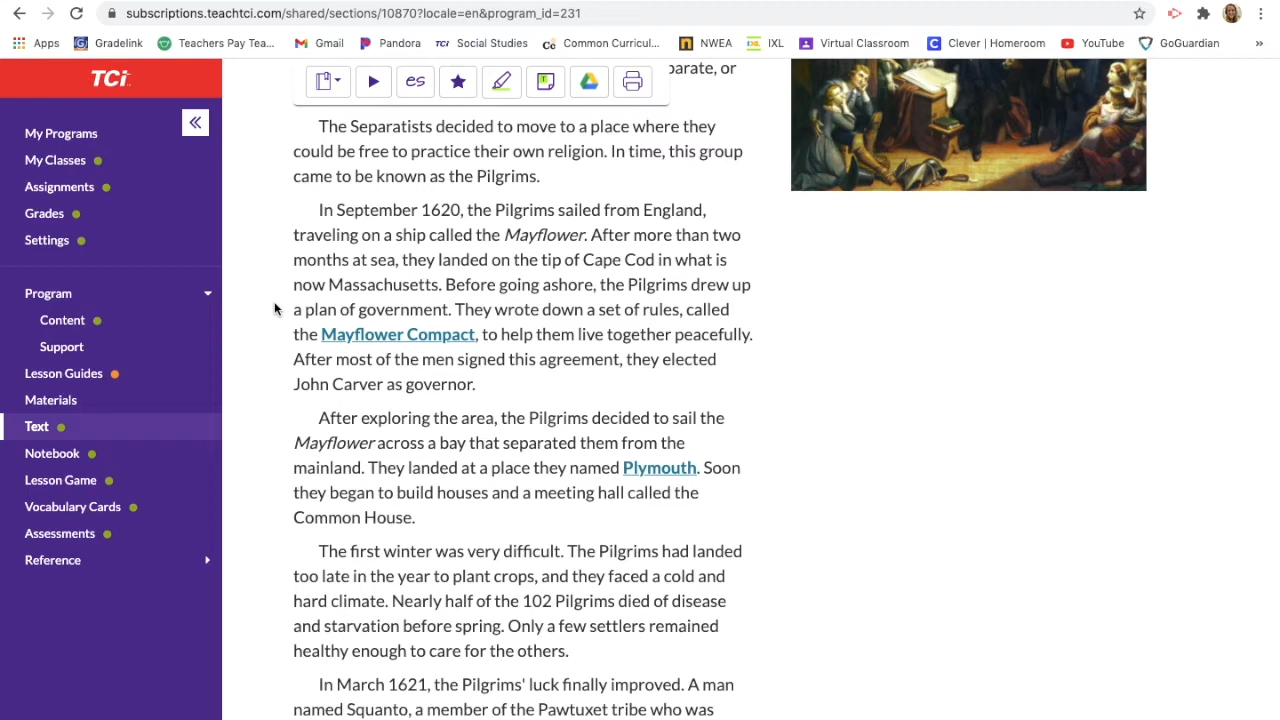 subscriptions.teachtci.com/shared/sections/10870?locale=en&program_id=231
Apps
Gradelink
Teachers Pay Tea...
Gmail
Pandora
TCi Social Studies
Cc Common Curricul...
NWEA
IXL
Virtual Classroom
Clever | Homeroom
YouTube
GoGuardian
»
TCi
My Programs
My Classes
Assignments
Grades
Settings
Program
Content
Support
Lesson Guides
Materials
Text
Notebook
Lesson Game
Vocabulary Cards
Assessments
Reference
es
parate, or
The Separatists decided to move to a place where they
could be free to practice their own religion. In time, this group
came to be known as the Pilgrims.
In September 1620, the Pilgrims sailed from England,
traveling on a ship called the Mayflower. After more than two
months at sea, they landed on the tip of Cape Cod in what is
now Massachusetts. Before going ashore, the Pilgrims drew up
a plan of government. They wrote down a set of rules, called
the Mayflower Compact, to help them live together peacefully.
After most of the men signed this agreement, they elected
John Carver as governor.
After exploring the area, the Pilgrims decided to sail the
Mayflower across a bay that separated them from the
mainland. They landed at a place they named Plymouth. Soon
they began to build houses and a meeting hall called the
Common House.
The first winter was very difficult. The Pilgrims had landed
too late in the year to plant crops, and they faced a cold and
hard climate. Nearly half of the 102 Pilgrims died of disease
and starvation before spring. Only a few settlers remained
healthy enough to care for the others.
In March 1621, the Pilgrims' luck finally improved. A man
named Squanto, a member of the Pawtuxet tribe who was